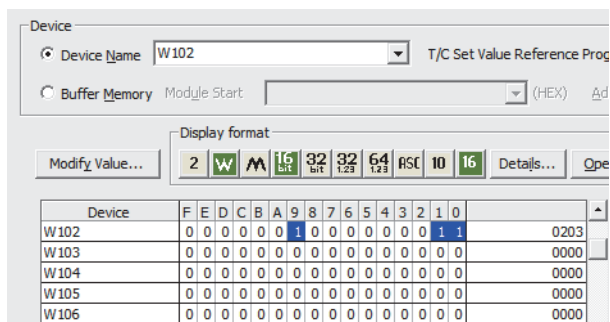 Device
Device Name W102 T/C Set Value Reference Prog
Buffer Memory Module Start (HEX) Ad
Display format
Modify Value... 2 W M 16 bit 32 bit 32 1.23 64 1.23 ASC 10 16 Details... Ope
Device F E D C B A 9 8 7 6 5 4 3 2 1 0
W102 0 0 0 0 0 0 1 0 0 0 0 0 0 0 1 1 0203
W103 0 0 0 0 0 0 0 0 0 0 0 0 0 0 0 0 0000
W104 0 0 0 0 0 0 0 0 0 0 0 0 0 0 0 0 0000
W105 0 0 0 0 0 0 0 0 0 0 0 0 0 0 0 0 0000
W106 0 0 0 0 0 0 0 0 0 0 0 0 0 0 0 0 0000